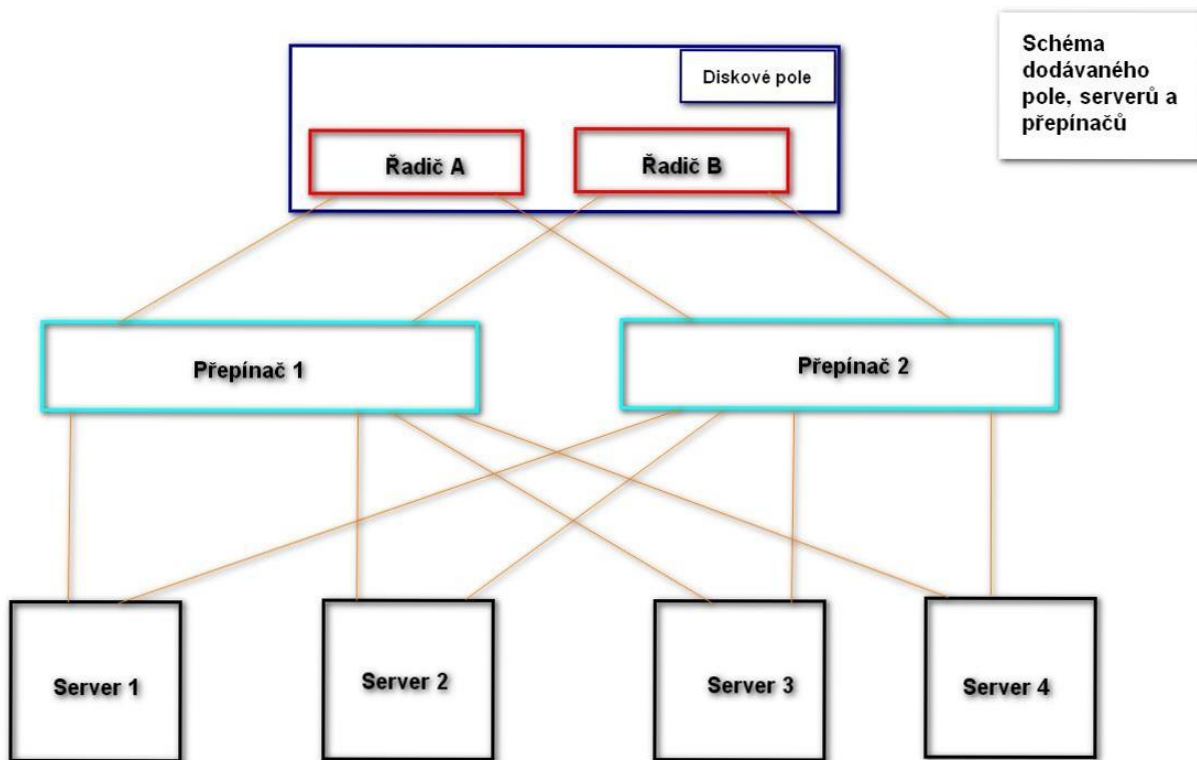 Schéma
dodávaného
pole, serverů a
přepínačů
Diskové pole
Řadič A
Řadič B
Přepínač 1
Přepínač 2
Server 1
Server 2
Server 3
Server 4